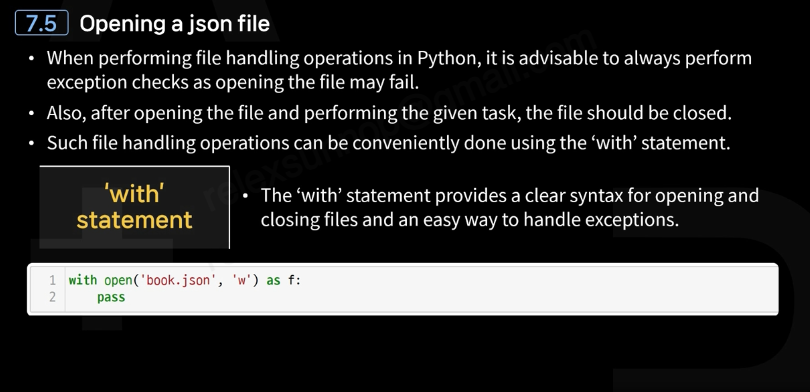 7.5 Opening a json file
• When performing file handling operations in Python, it is advisable to always perform
exception checks as opening the file may fail.
• Also, after opening the file and performing the given task, the file should be closed.
• Such file handling operations can be conveniently done using the ‘with’ statement.
‘with’
statement
• The ‘with’ statement provides a clear syntax for opening and
closing files and an easy way to handle exceptions.
1 with open('book.json', 'w') as f:
2     pass